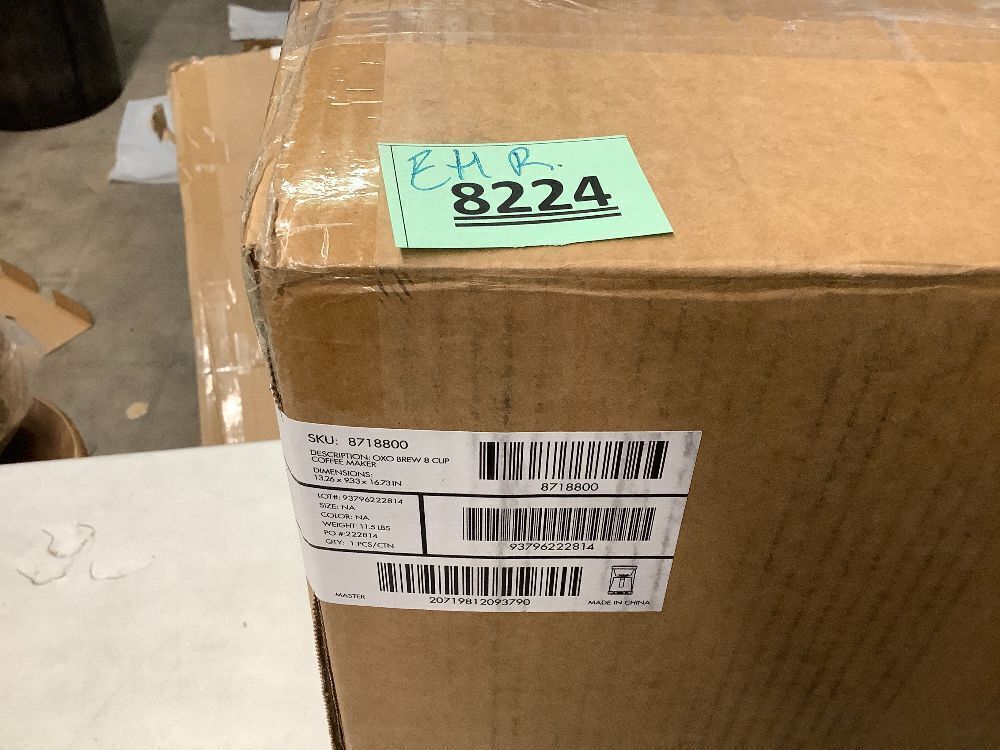 EHR.
8224
SKU: 8718800
DESCRIPTION: OXO BREW 8 CUP
COFFEE MAKER
DIMENSIONS:
13.26 x 9.33 x 16.73 IN
8718800
LOT#: 93796222814
SIZE: NA
COLOR: NA
WEIGHT: 11.5 LBS
PO #:222814
QTY: 1 PCS/CTN
93796222814
MASTER
20719812093790
MADE IN CHINA